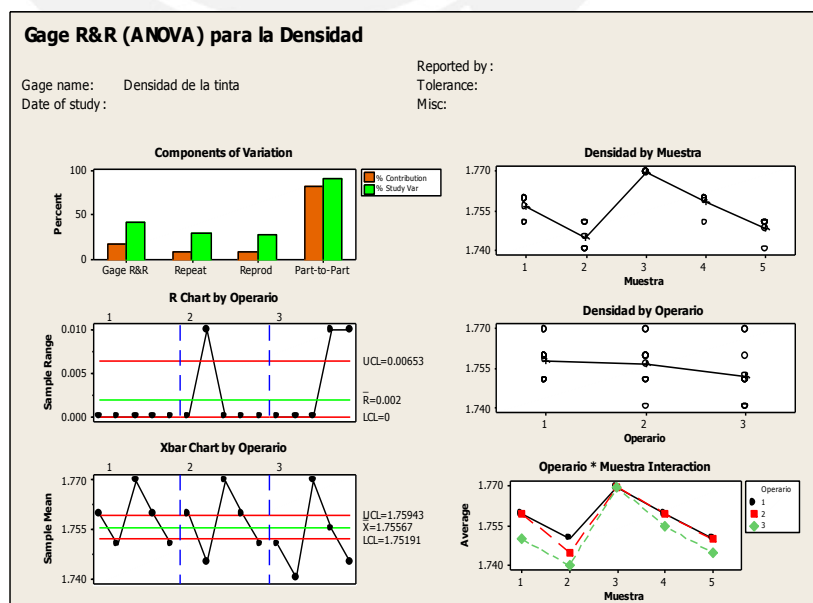 Gage R&R (ANOVA) para la Densidad
Gage name: Densidad de la tinta
Date of study :
Reported by :
Tolerance:
Misc:
Components of Variation
Percent
100
50
0
Gage R&R Repeat Reprod Part-to-Part
% Contribution
% Study Var
R Chart by Operario
Sample Range
1 2 3
0.010
0.005
0.000
UCL=0.00653
R=0.002
LCL=0
Xbar Chart by Operario
Sample Mean
1 2 3
1.770
1.755
1.740
UCL=1.75943
X=1.75567
LCL=1.75191
Densidad by Muestra
1.770
1.755
1.740
1 2 3 4 5
Muestra
Densidad by Operario
1.770
1.755
1.740
1 2 3
Operario
Operario * Muestra Interaction
Average
1.770
1.755
1.740
1 2 3 4 5
Muestra
Operario
1
2
3